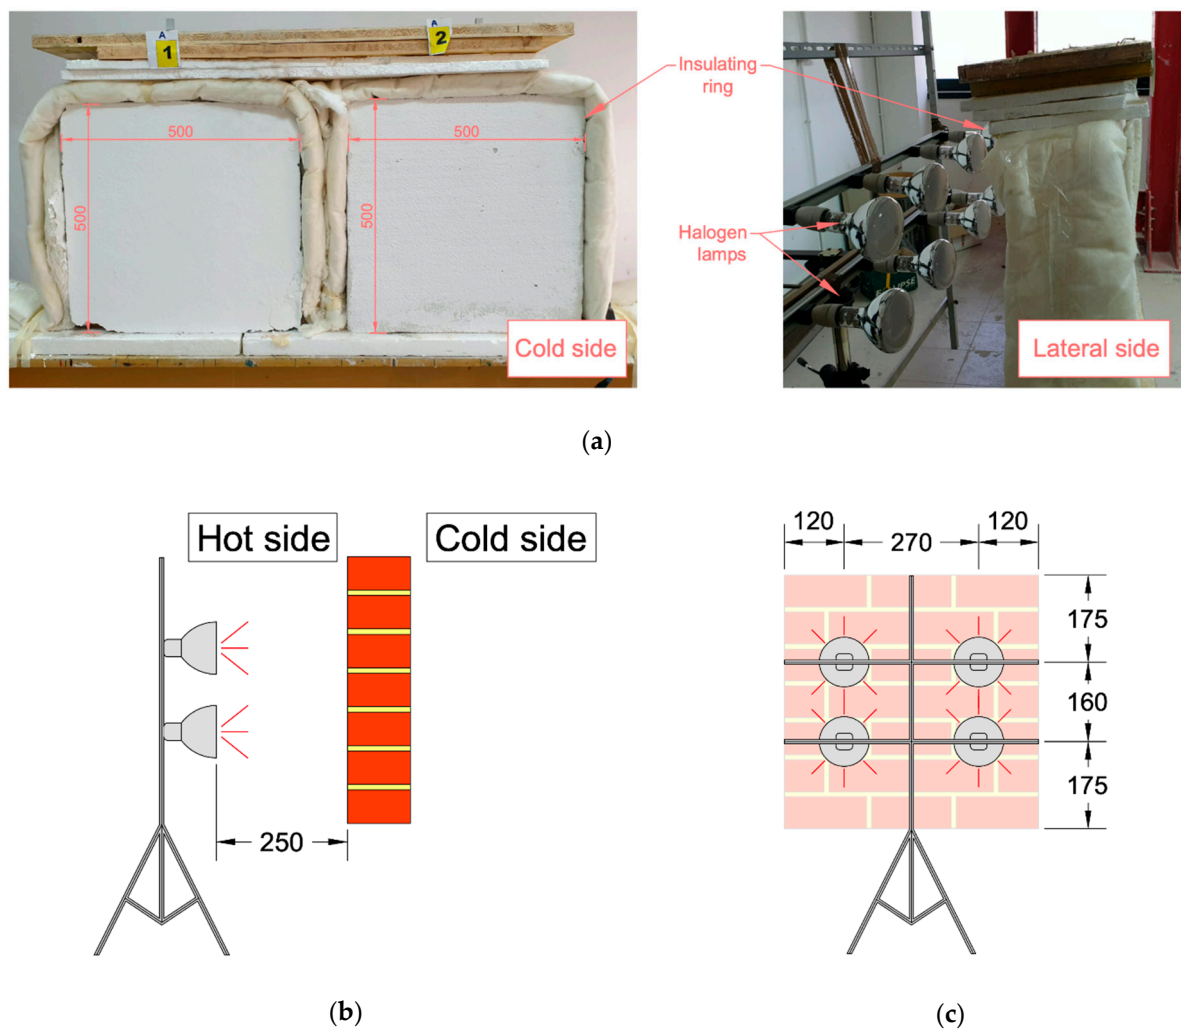 A
1
A
2
500
500
500
500
Cold side
Insulating
ring
Halogen
lamps
Lateral side
(a)
Hot side
Cold side
250
(b)
120
270
120
175
160
175
(c)